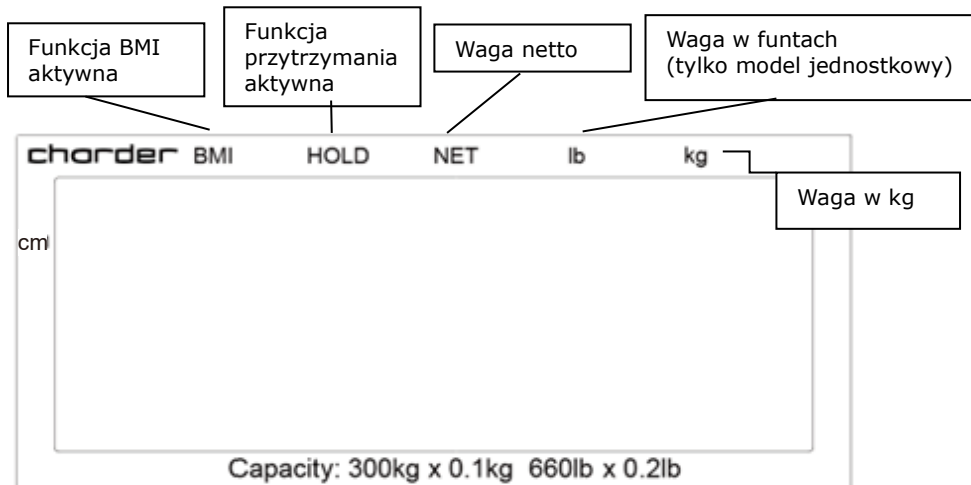 Funkcja BMI
aktywna
Funkcja
przytrzymania
aktywna
Waga netto
Waga w funtach
(tylko model jednostkowy)
charder BMI HOLD NET lb kg
Waga w kg
cm
Capacity: 300kg x 0.1kg 660lb x 0.2lb